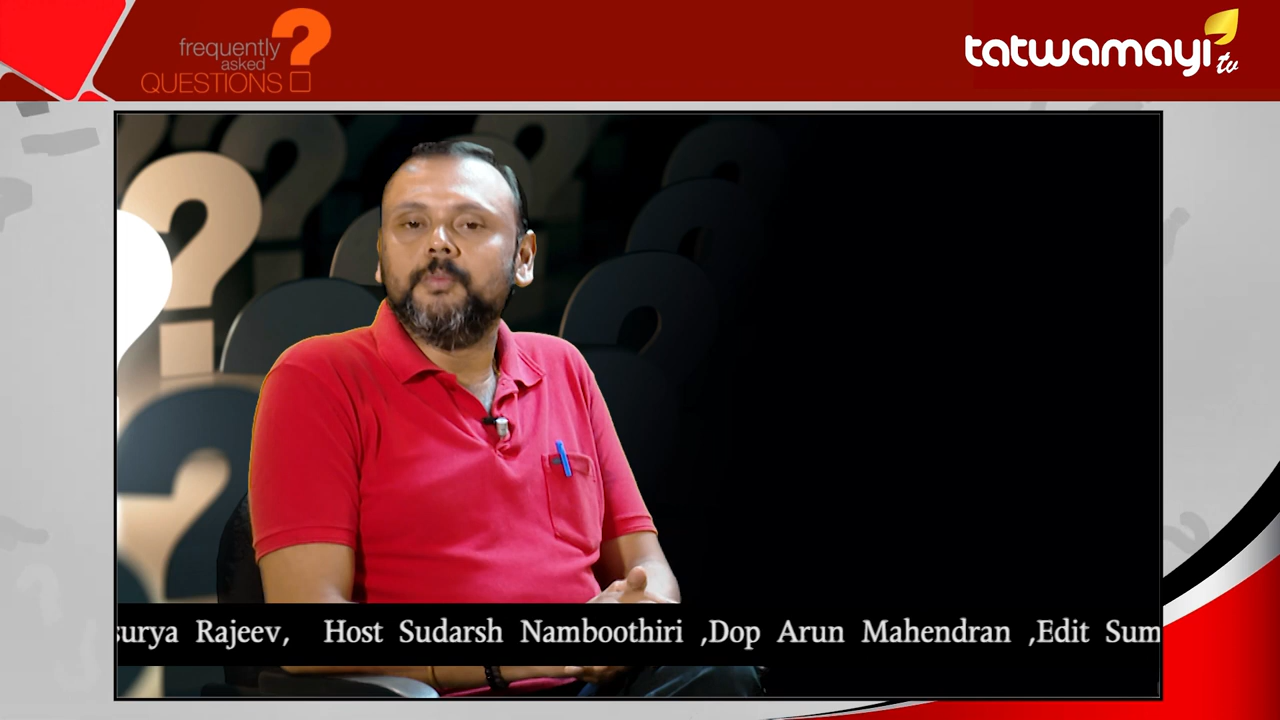 frequently
asked
QUESTIONS
tatwamayi
tv
surya Rajeev, Host Sudarsh Namboothiri ,Dop Arun Mahendran ,Edit Sum